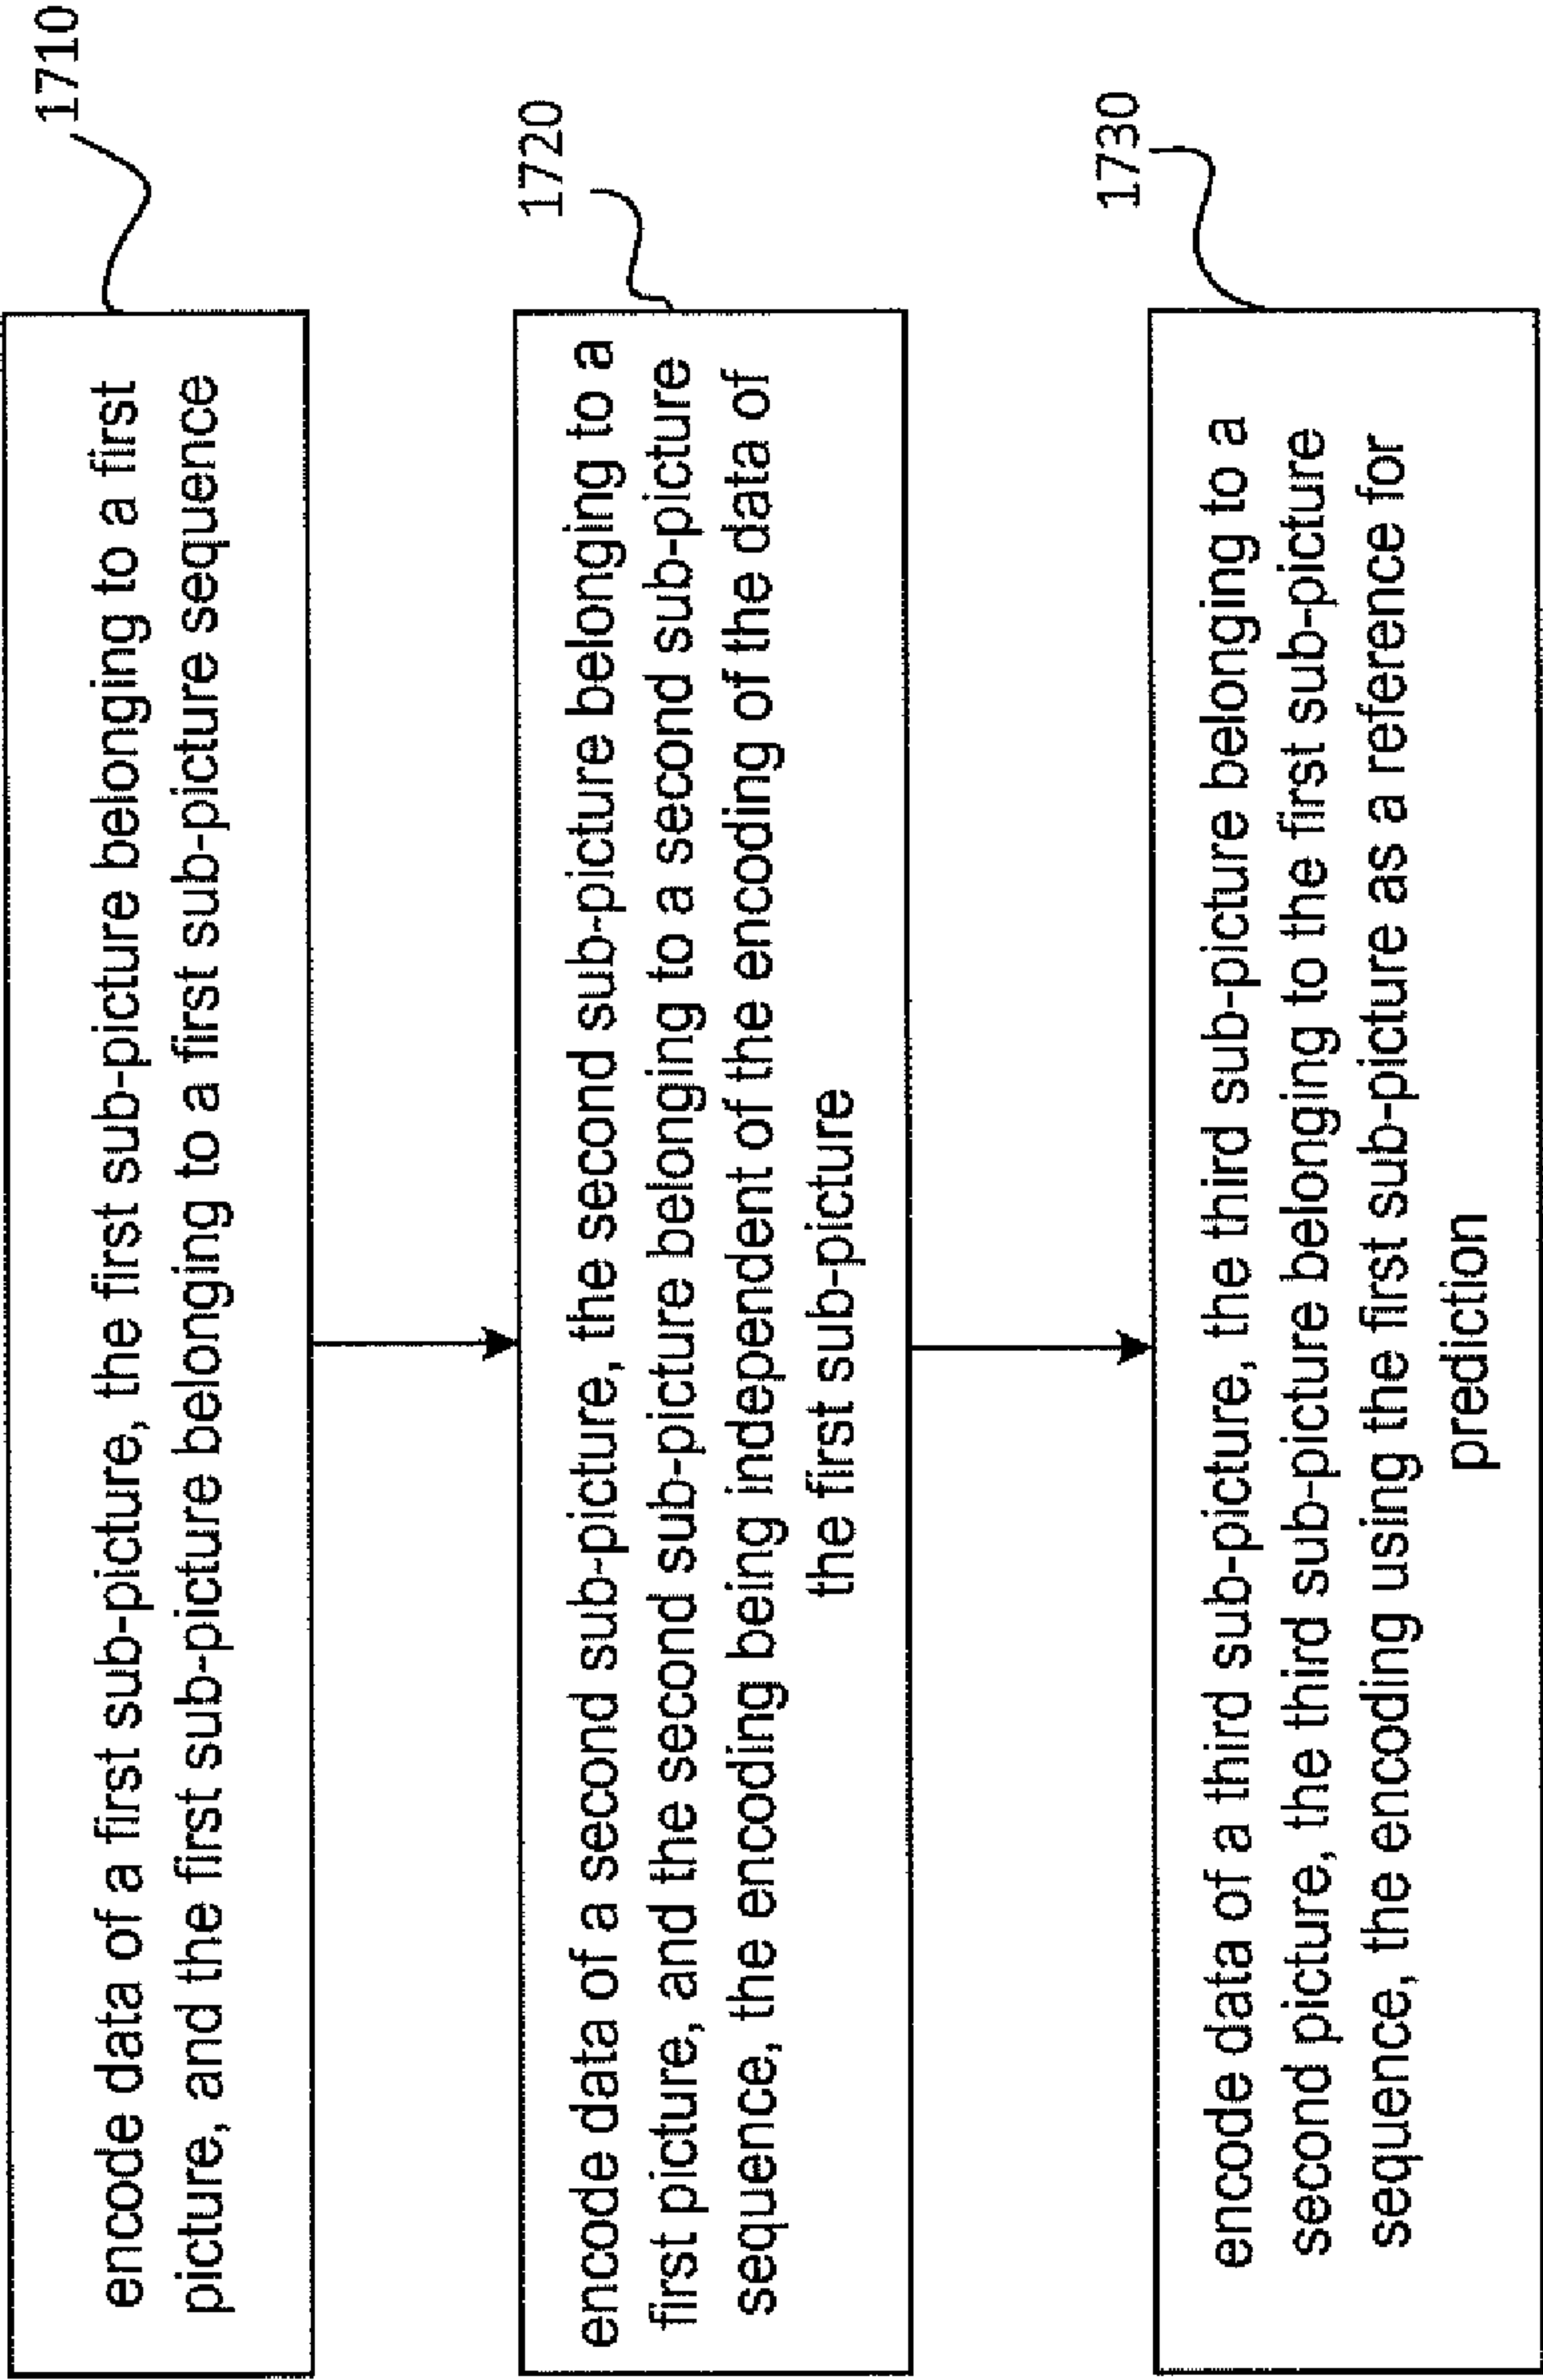 encode data of a first sub-picture, the first sub-picture belonging to a first
picture, and the first sub-picture belonging to a first sub-picture sequence
1710
encode data of a second sub-picture, the second sub-picture belonging to a
first picture, and the second sub-picture belonging to a second sub-picture
sequence, the encoding being independent of the encoding of the data of
the first sub-picture
1720
encode data of a third sub-picture, the third sub-picture belonging to a
second picture, the third sub-picture belonging to the first sub-picture
sequence, the encoding using the first sub-picture as a reference for
prediction
1730